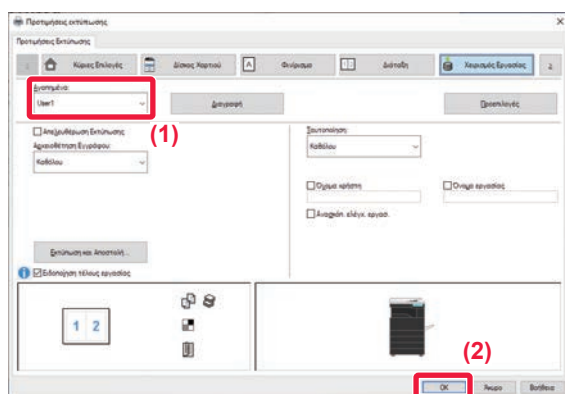 Προτιμήσεις εκτύπωσης
Προτιμήσεις Εκτύπωσης
Κύριες Επιλογές
Δίσκος Χαρτιού
Φινίρισμα
Διάταξη
Χειρισμός Εργασίας
Αγαπημένα:
User1
Διαγραφή
Προεπιλογές
(1)
Απελευθέρωση Εκτύπωσης
Αρχειοθέτηση Εγγράφου:
Καθόλου
Ταυτοποίηση:
Καθόλου
Όνομα χρήστη
Όνομα εργασίας
Αναγκάη. ελέγχ. εργασ.
Εκτύπωση και Αποστολή...
Ειδοποίηση τέλους εργασίας
1 2
(2)
OK
Άκυρο
Βοήθεια